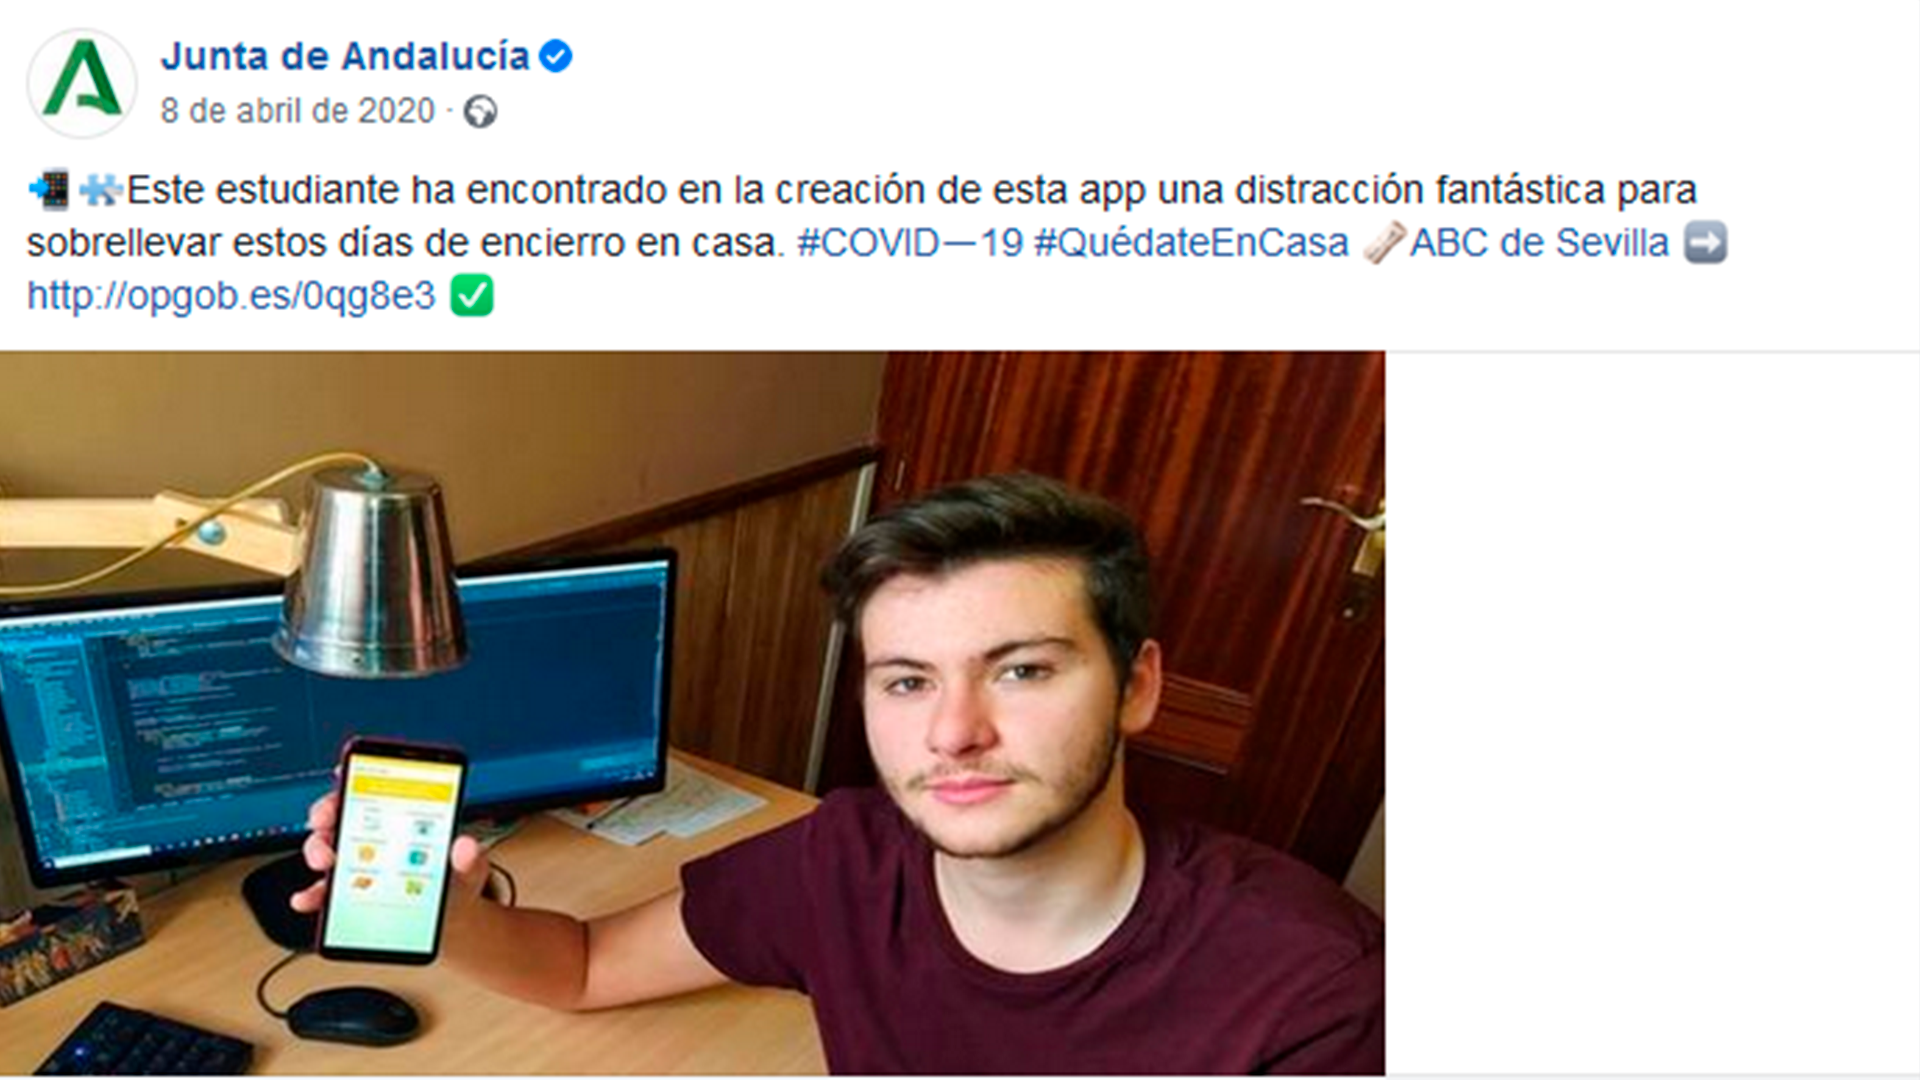 Junta de Andalucía
8 de abril de 2020 ·
📲🧩Este estudiante ha encontrado en la creación de esta app una distracción fantástica para
sobrellevar estos días de encierro en casa. #COVID—19 #QuédateEnCasa 🗞️ABC de Sevilla ➡️
http://opgob.es/0qg8e3 ✅